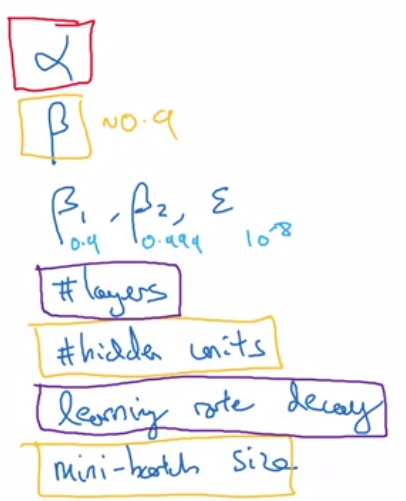 α
β ~0.9
β₁, β₂, ε
0.9 0.999 10⁻⁸
#layers
#hidden units
learning rate decay
mini-batch size